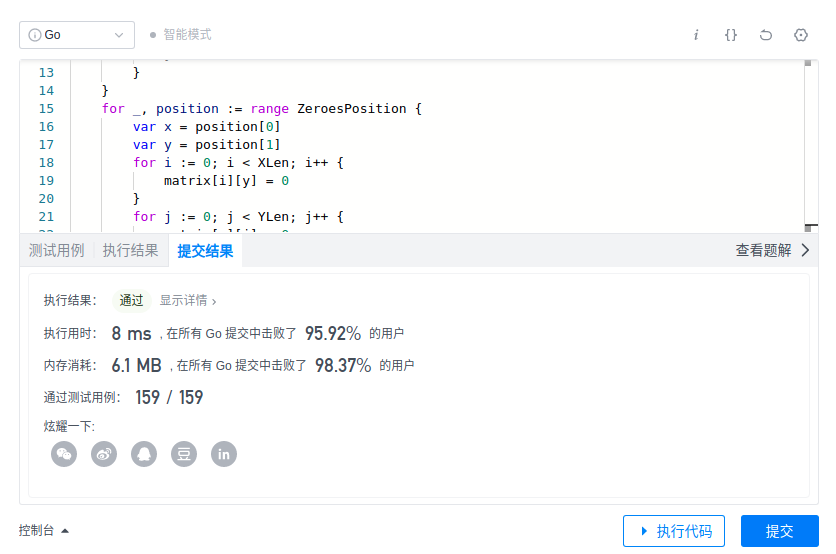 Go 智能模式
13 }
14 }
15 for _, position := range ZeroesPosition {
16 var x = position[0]
17 var y = position[1]
18 for i := 0; i < XLen; i++ {
19 matrix[i][y] = 0
20 }
21 for j := 0; j < YLen; j++ {
测试用例 执行结果 提交结果 查看题解
执行结果： 通过 显示详情
执行用时： 8 ms , 在所有 Go 提交中击败了 95.92% 的用户
内存消耗： 6.1 MB , 在所有 Go 提交中击败了 98.37% 的用户
通过测试用例： 159 / 159
炫耀一下:
控制台 执行代码 提交